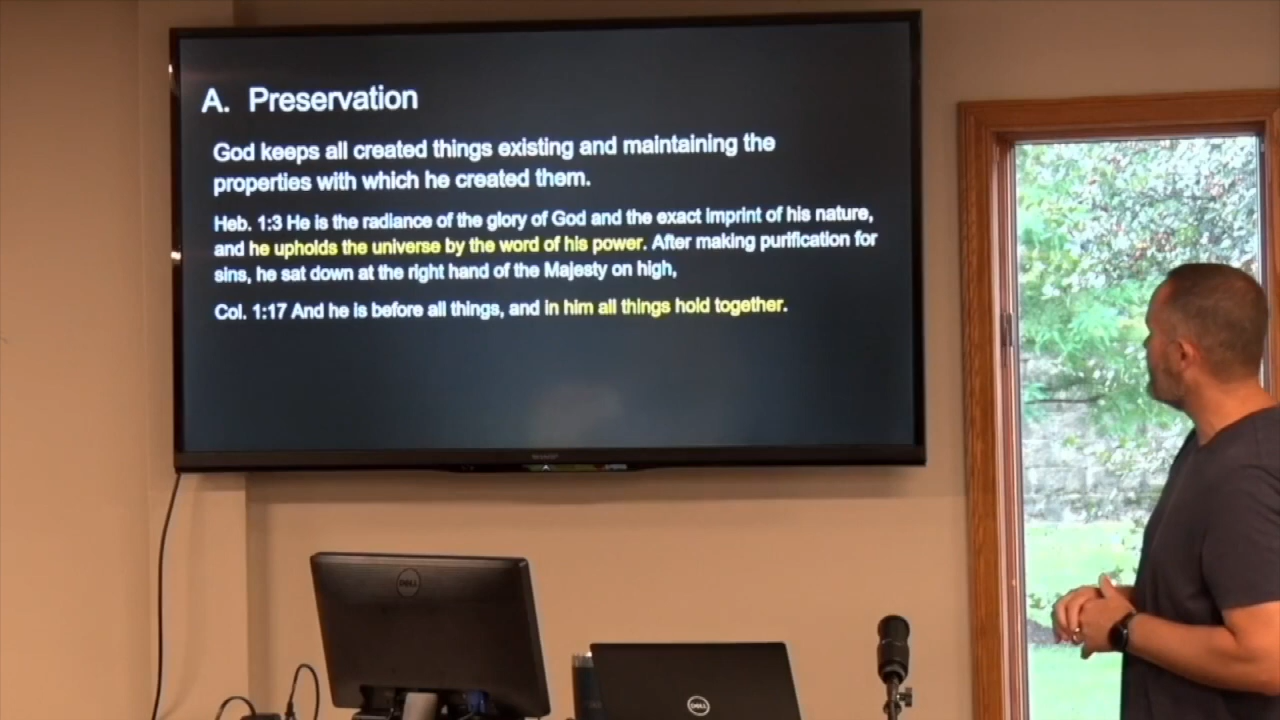 A. Preservation
God keeps all created things existing and maintaining the
properties with which he created them.
Heb. 1:3 He is the radiance of the glory of God and the exact imprint of his nature,
and he upholds the universe by the word of his power. After making purification for
sins, he sat down at the right hand of the Majesty on high,
Col. 1:17 And he is before all things, and in him all things hold together.
SHARP
DELL
DELL